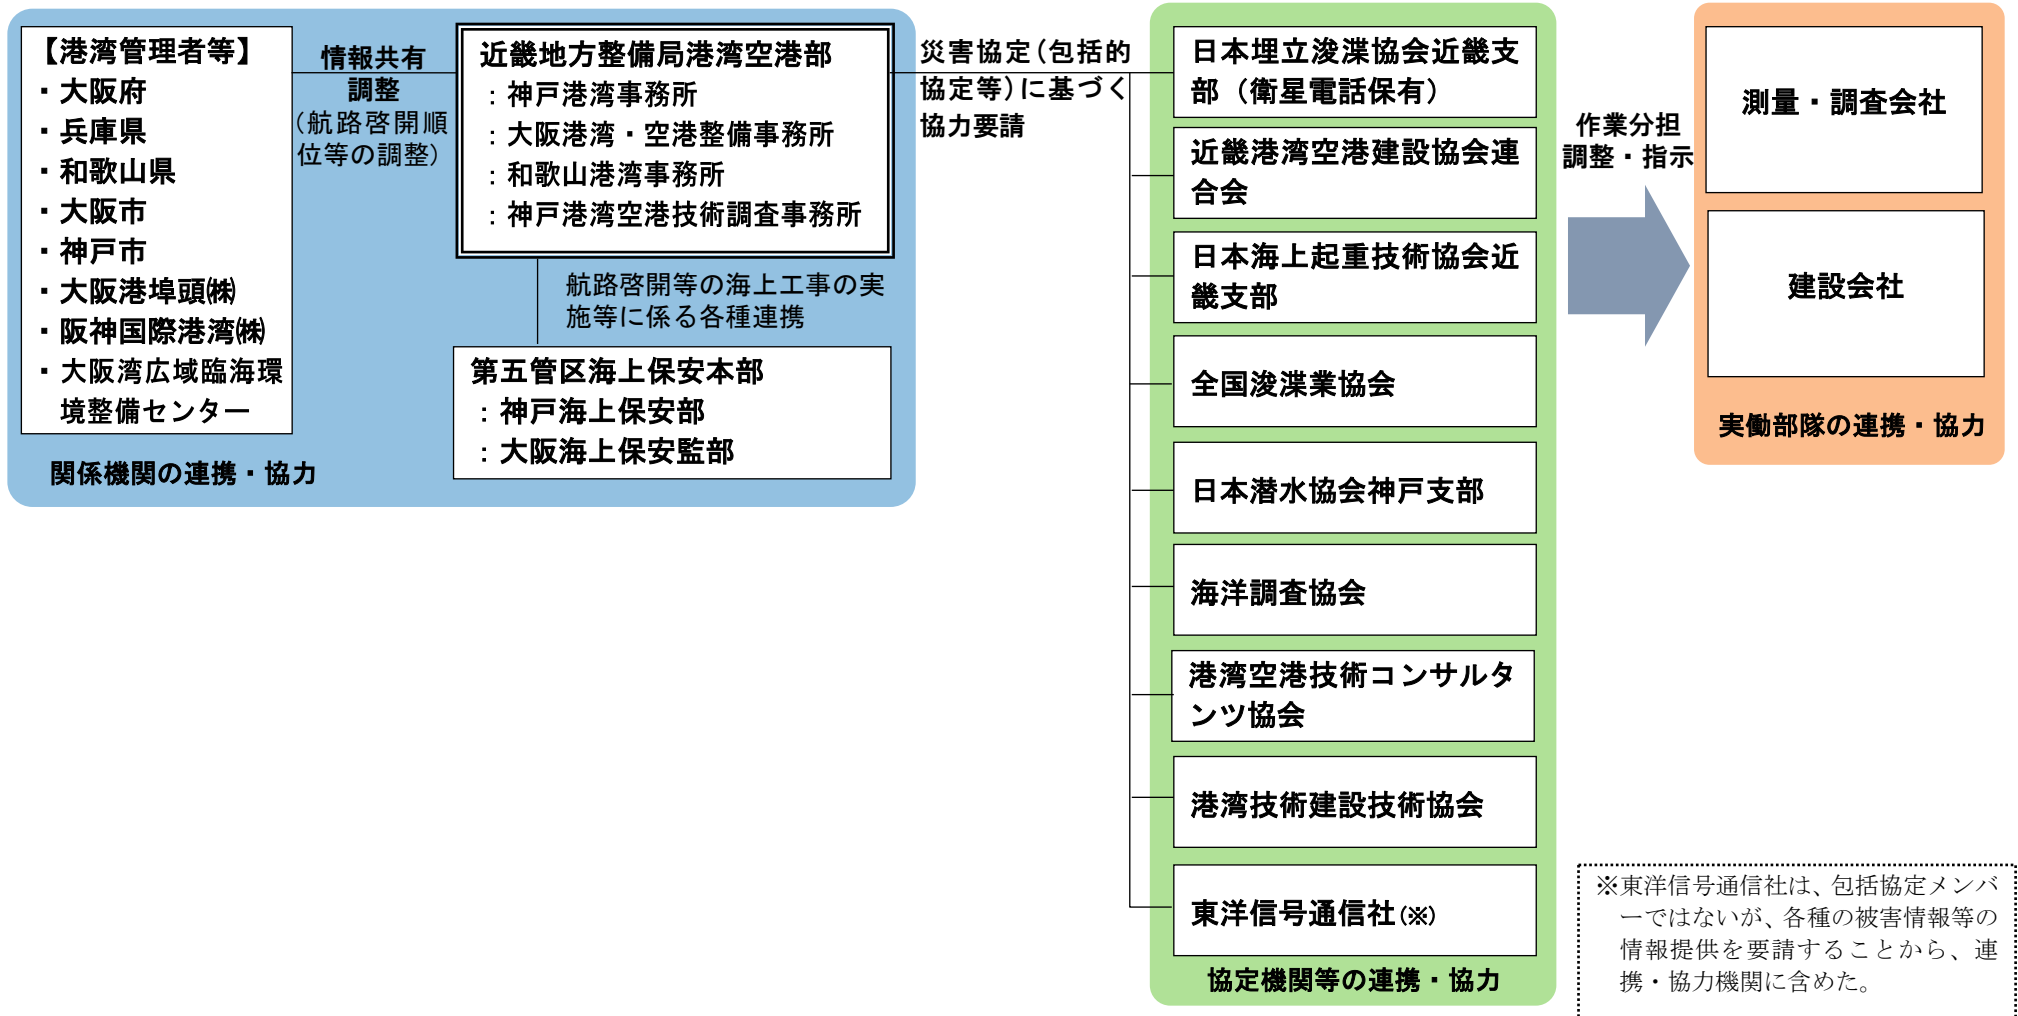 【港湾管理者等】
・大阪府
・兵庫県
・和歌山県
・大阪市
・神戸市
・大阪港埠頭㈱
・阪神国際港湾㈱
・大阪湾広域臨海環
境整備センター
情報共有
調整
（航路啓開順
位等の調整）
近畿地方整備局港湾空港部
：神戸港湾事務所
：大阪港湾・空港整備事務所
：和歌山港湾事務所
：神戸港湾空港技術調査事務所
航路啓開等の海上工事の実
施等に係る各種連携
第五管区海上保安本部
：神戸海上保安部
：大阪海上保安監部
関係機関の連携・協力
災害協定（包括的
協定等）に基づく
協力要請
日本埋立浚渫協会近畿支
部（衛星電話保有）
近畿港湾空港建設協会連
合会
日本海上起重技術協会近
畿支部
全国浚渫業協会
日本潜水協会神戸支部
海洋調査協会
港湾空港技術コンサルタ
ンツ協会
港湾技術建設技術協会
東洋信号通信社（※）
協定機関等の連携・協力
作業分担
調整・指示
測量・調査会社
建設会社
実働部隊の連携・協力
※東洋信号通信社は、包括協定メンバ
ーではないが、各種の被害情報等の
情報提供を要請することから、連
携・協力機関に含めた。